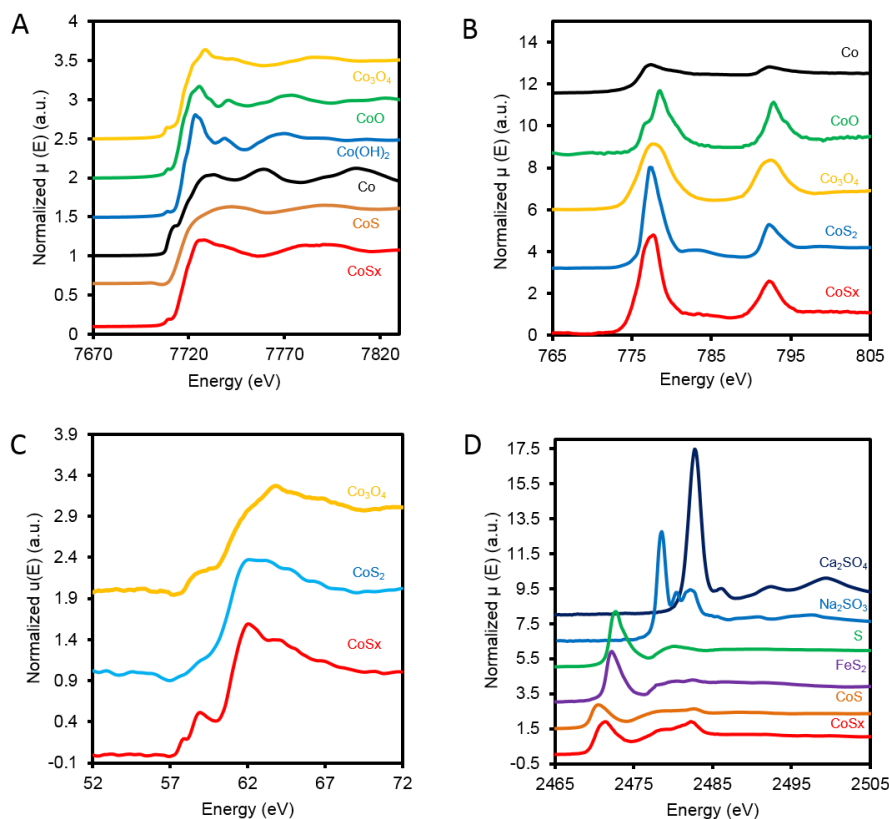 A
Normalized μ (E) (a.u.)
4
3.5
3
2.5
2
1.5
1
0.5
0
Co₃O₄
CoO
Co(OH)₂
Co
CoS
CoSx
7670
7720
7770
7820
Energy (eV)
B
Normalized μ (E) (a.u.)
14
12
10
8
6
4
2
0
Co
CoO
Co₃O₄
CoS₂
CoSx
765
775
785
795
805
Energy (eV)
C
Normalized u(E) (a.u.)
3.9
3.4
2.9
2.4
1.9
1.4
0.9
0.4
-0.1
Co₃O₄
CoS₂
CoSx
52
57
62
67
72
Energy (eV)
D
Normalized μ (E) (a.u.)
17.5
15.5
13.5
11.5
9.5
7.5
5.5
3.5
1.5
-0.5
Ca₂SO₄
Na₂SO₃
S
FeS₂
CoS
CoSx
2465
2475
2485
2495
2505
Energy (eV)